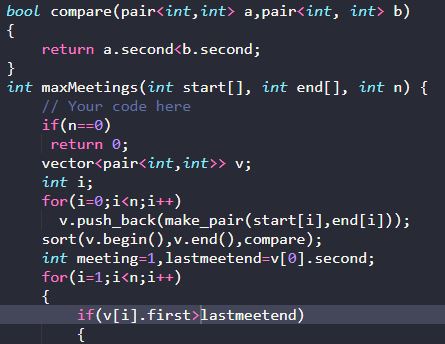 bool compare(pair<int,int> a,pair<int, int> b)
{
return a.second<b.second;
}
int maxMeetings(int start[], int end[], int n) {
// Your code here
if(n==0)
return 0;
vector<pair<int,int>> v;
int i;
for(i=0;i<n;i++)
v.push_back(make_pair(start[i],end[i]));
sort(v.begin(),v.end(),compare);
int meeting=1,lastmeetend=v[0].second;
for(i=1;i<n;i++)
{
if(v[i].first>lastmeetend)
{